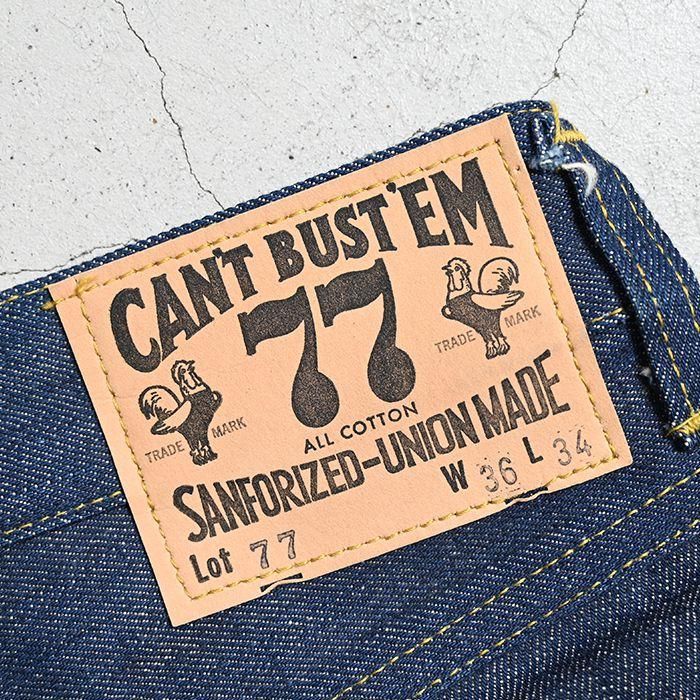 CAN'T BUST 'EM
77
TRADE MARK
TRADE MARK
ALL COTTON
SANFORIZED-UNION MADE
W 36 L 34
Lot 77